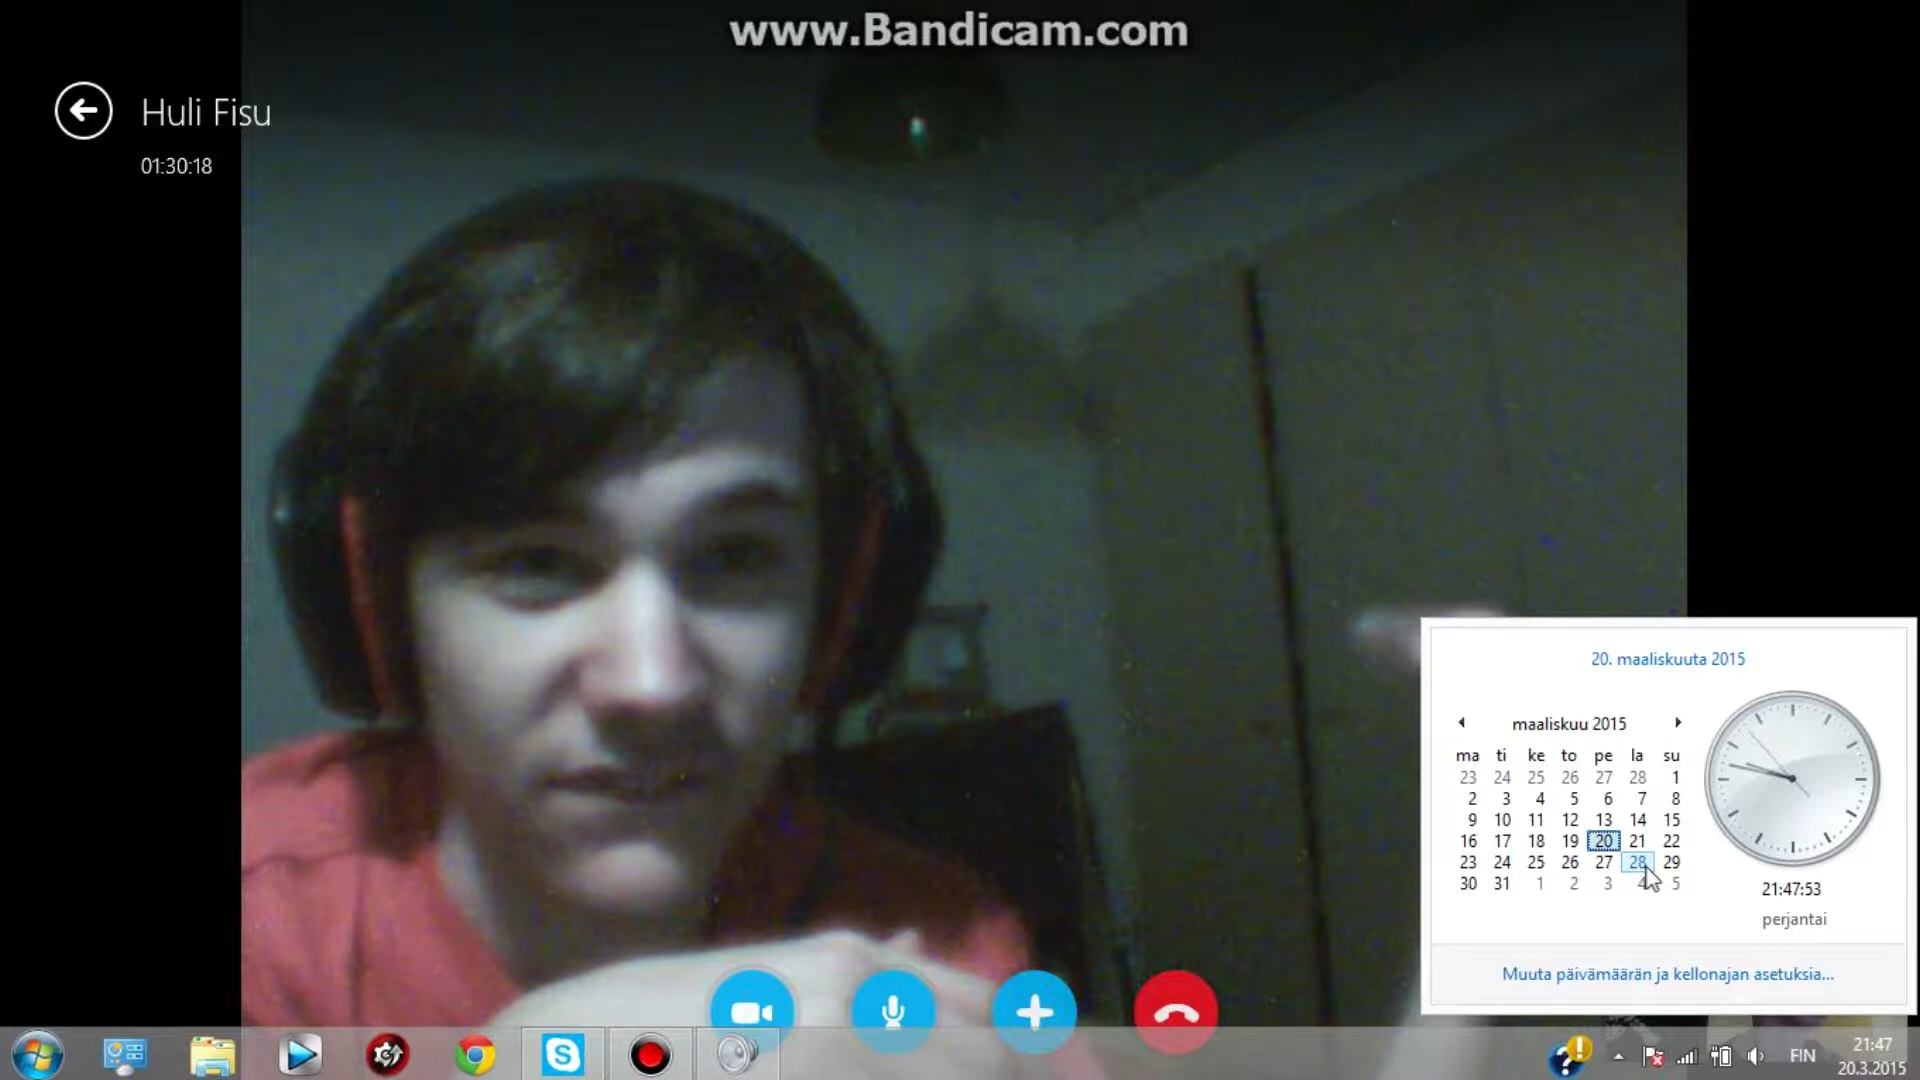 www.Bandicam.com
Huli Fisu
01:30:18
20. maaliskuuta 2015
maaliskuu 2015
ma ti ke to pe la su
23 24 25 26 27 28 1
2 3 4 5 6 7 8
9 10 11 12 13 14 15
16 17 18 19 20 21 22
23 24 25 26 27 28 29
30 31 1 2 3 4 5
21:47:53
perjantai
Muuta päivämäärän ja kellonajan asetuksia...
FIN
21:47
20.3.2015